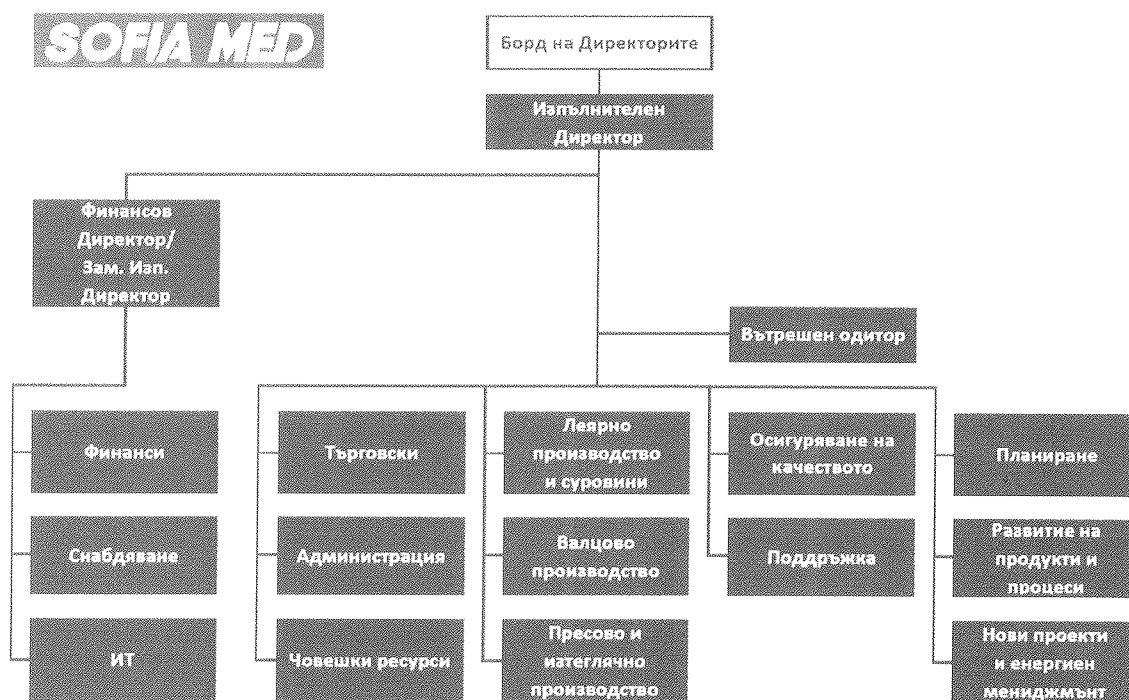 SOFIA MED
Борд на Директорите
Изпълнителен
Директор
Финансов
Директор/
Зам. Изп.
Директор
Вътрешен одитор
Финанси
Снабдяване
ИТ
Търговски
Администрация
Човешки ресурси
Леярно
производство
и суровини
Валцово
производство
Пресово и
изтеглячно
производство
Осигуряване на
качеството
Поддръжка
Планиране
Развитие на
продукти и
процеси
Нови проекти
и енергиен
мениджмънт